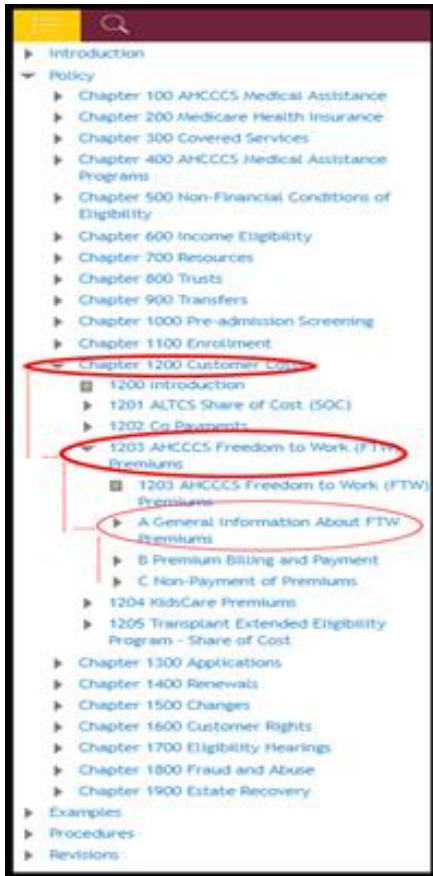 Introduction
Policy
Chapter 100 AHCCCS Medical Assistance
Chapter 200 Medicare Health Insurance
Chapter 300 Covered Services
Chapter 400 AHCCCS Medical Assistance
Programs
Chapter 500 Non-Financial Conditions of
Eligibility
Chapter 600 Income Eligibility
Chapter 700 Resources
Chapter 800 Trusts
Chapter 900 Transfers
Chapter 1000 Pre-admission Screening
Chapter 1100 Enrollment
Chapter 1200 Customer Costs
1200 Introduction
1201 ALTCS Share of Cost (SOC)
1202 Co Payments
1203 AHCCCS Freedom to Work (FTW)
Premiums
1203 AHCCCS Freedom to Work (FTW)
Premiums
A General Information About FTW
Premiums
B Premium Billing and Payment
C Non-Payment of Premiums
1204 KidsCare Premiums
1205 Transplant Extended Eligibility
Program - Share of Cost
Chapter 1300 Applications
Chapter 1400 Renewals
Chapter 1500 Changes
Chapter 1600 Customer Rights
Chapter 1700 Eligibility Hearings
Chapter 1800 Fraud and Abuse
Chapter 1900 Estate Recovery
Examples
Procedures
Revisions